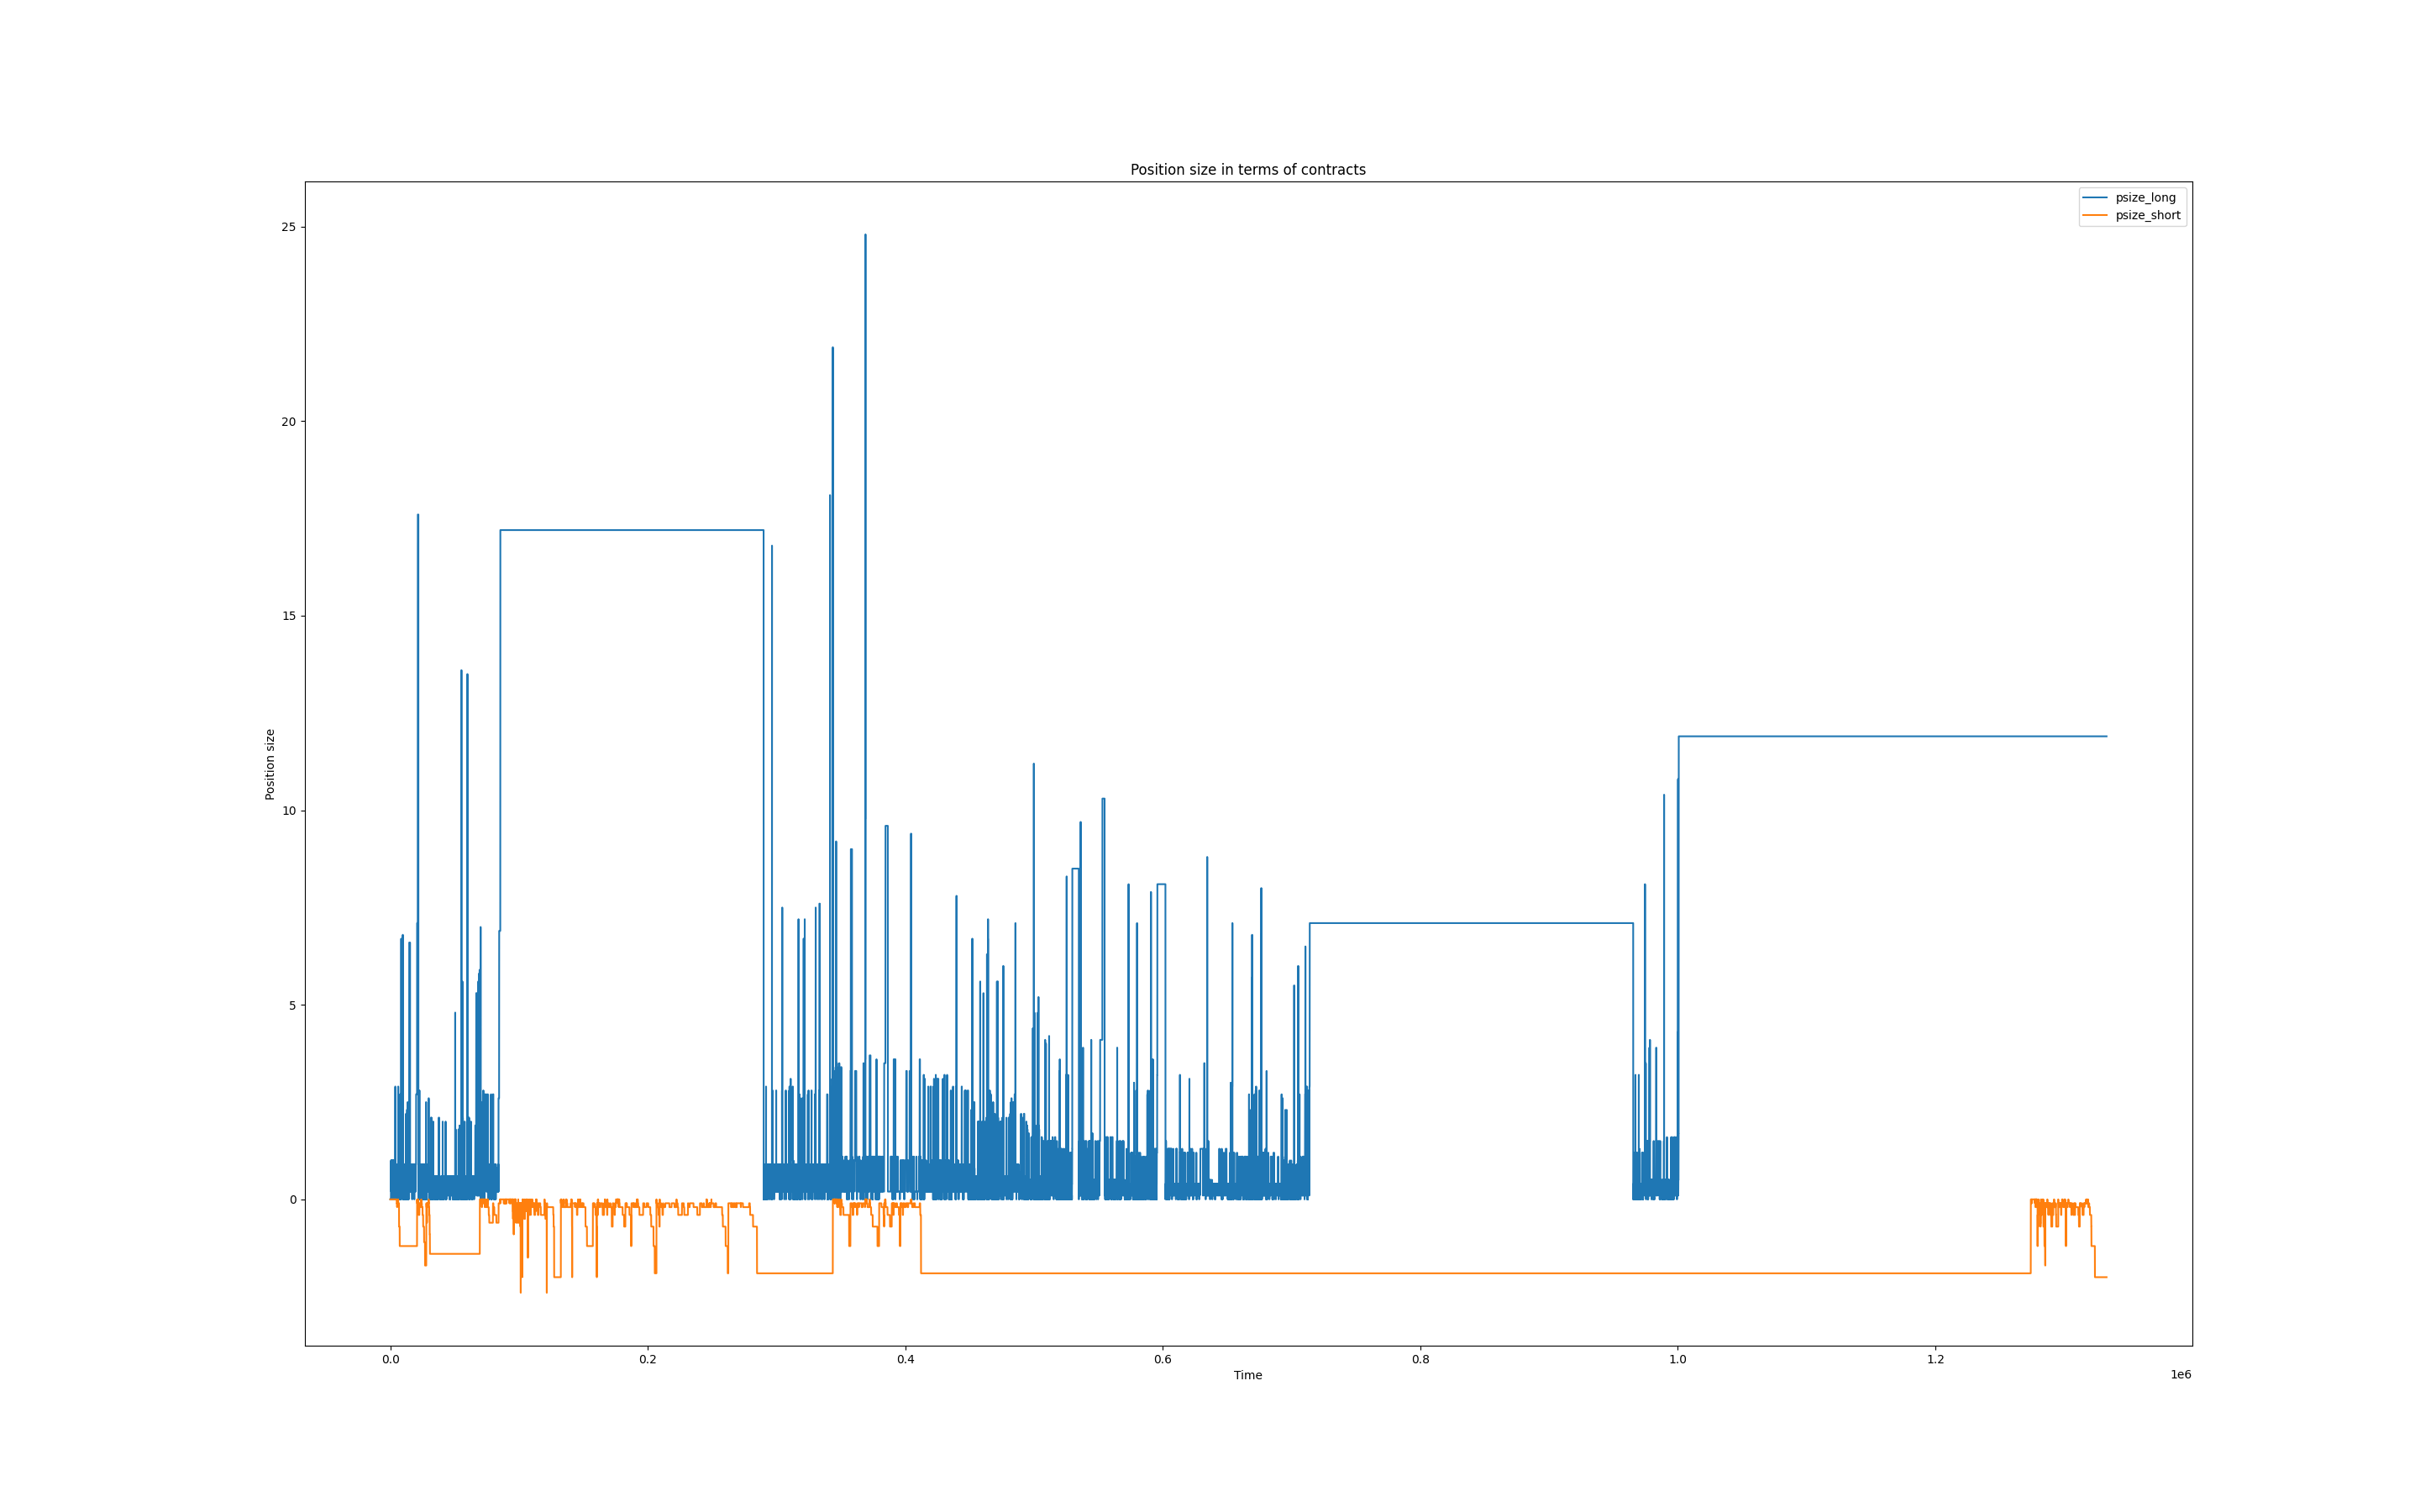 Position size in terms of contracts
psize_long
psize_short
25
20
15
10
5
0
Position size
0.0 0.2 0.4 0.6 0.8 1.0 1.2
Time
1e6